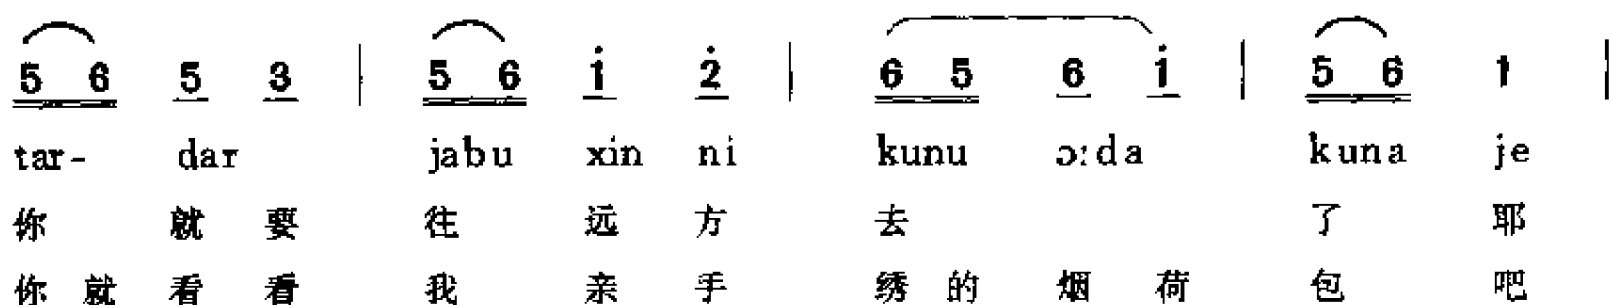 5 6 5 3 | 5 6 i 2̇ | 6 5 6 i | 5 6 1 |
tar- dar jabu xin ni kunu ɔ:da kuna je
你 就 要 往 远 方 去 了 耶
你 就 看 看 我 亲 手 绣 的 烟 荷 包 吧